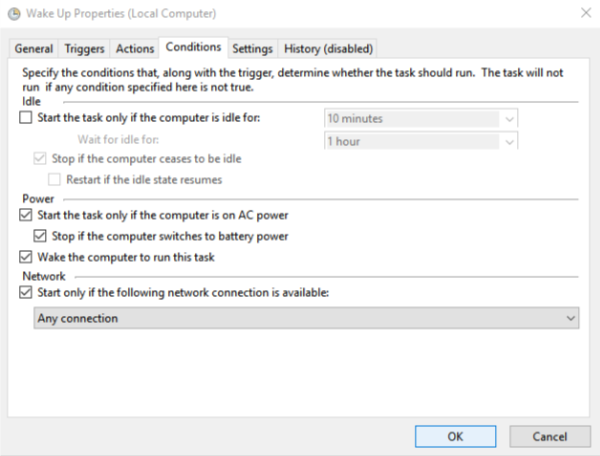 Wake Up Properties (Local Computer)
General Triggers Actions Conditions Settings History (disabled)
Specify the conditions that, along with the trigger, determine whether the task should run. The task will not
run if any condition specified here is not true.
Idle
Start the task only if the computer is idle for: 10 minutes
Wait for idle for: 1 hour
Stop if the computer ceases to be idle
Restart if the idle state resumes
Power
Start the task only if the computer is on AC power
Stop if the computer switches to battery power
Wake the computer to run this task
Network
Start only if the following network connection is available:
Any connection
OK Cancel